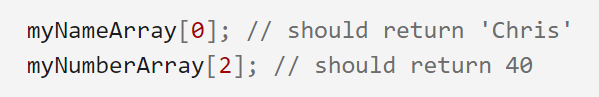 myNameArray[0]; // should return 'Chris'
myNumberArray[2]; // should return 40